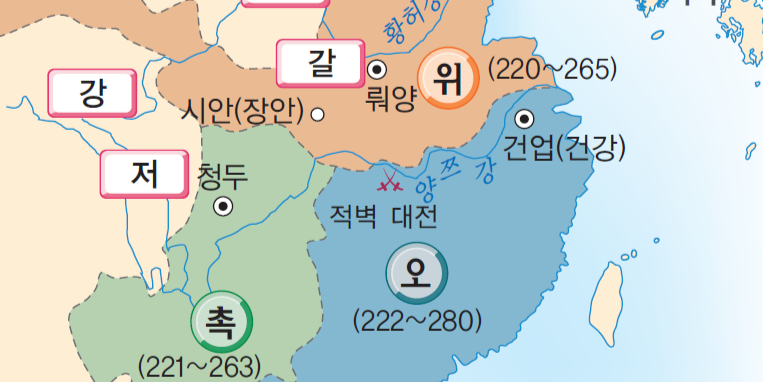 황허강
갈
위
(220~265)
강
시안(장안)
뤄양
건업(건강)
저
청두
양쯔 강
적벽 대전
오
(222~280)
촉
(221~263)